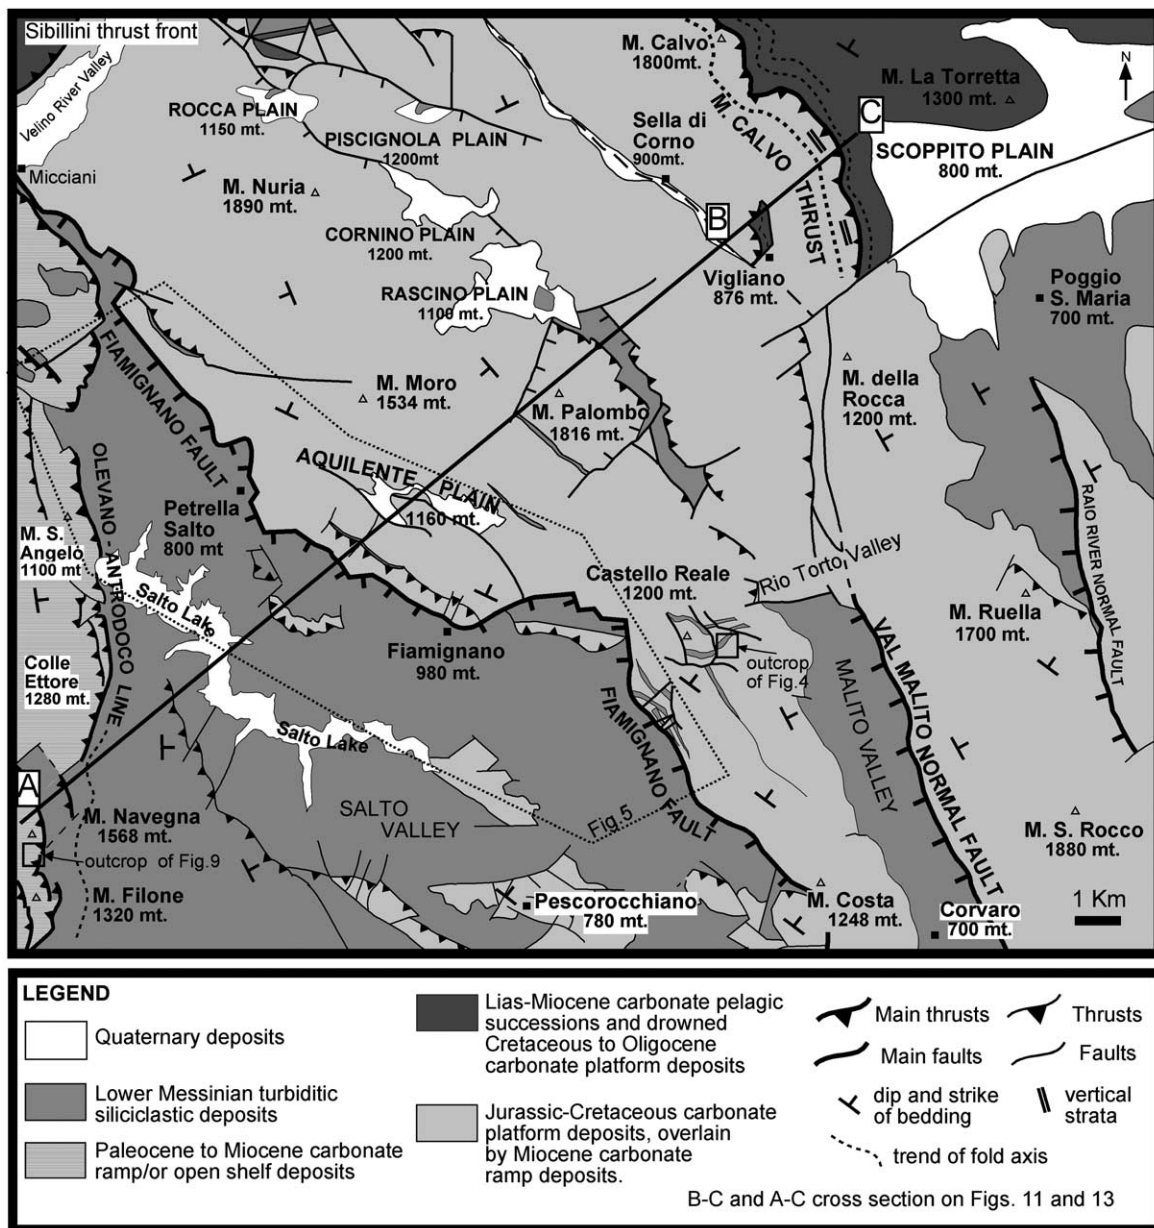 Sibillini thrust front
Velino River Valley
Micciani
ROCCA PLAIN
1150 mt.
PISCIGNOLA PLAIN
1200mt
M. Nuria
1890 mt.
CORNINO PLAIN
1200 mt.
RASCINO PLAIN
1100 mt.
M. Calvo
1800mt.
M. CALVO THRUST
Sella di
Corno
900mt.
M. La Torretta
1300 mt.
N
C
SCOPPITO PLAIN
800 mt.
B
Vigliano
876 mt.
Poggio
S. Maria
700 mt.
FIAMIGNANO FAULT
M. Moro
1534 mt.
M. Palombo
1816 mt.
M. della
Rocca
1200 mt.
OLEVANO - ANTRODOCO LINE
Petrella
Salto
800 mt
AQUILENTE PLAIN
1160 mt.
RAIO RIVER NORMAL FAULT
M. S.
Angelo
1100 mt
Salto Lake
Castello Reale
1200 mt.
Rio Torto Valley
M. Ruella
1700 mt.
Colle
Ettore
1280 mt.
Fiamignano
980 mt.
outcrop
of Fig.4
VAL MALITO NORMAL FAULT
MALITO VALLEY
Salto Lake
FIAMIGNANO FAULT
A
M. Navegna
1568 mt.
outcrop of Fig.9
M. Filone
1320 mt.
SALTO
VALLEY
Fig.5
M. S. Rocco
1880 mt.
Pescorocchiano
780 mt.
M. Costa
1248 mt.
Corvaro
700 mt.
1 Km
LEGEND
Quaternary deposits
Lower Messinian turbiditic
siliciclastic deposits
Paleocene to Miocene carbonate
ramp/or open shelf deposits
Lias-Miocene carbonate pelagic
successions and drowned
Cretaceous to Oligocene
carbonate platform deposits
Jurassic-Cretaceous carbonate
platform deposits, overlain
by Miocene carbonate
ramp deposits.
Main thrusts
Thrusts
Main faults
Faults
dip and strike
of bedding
vertical
strata
trend of fold axis
B-C and A-C cross section on Figs. 11 and 13